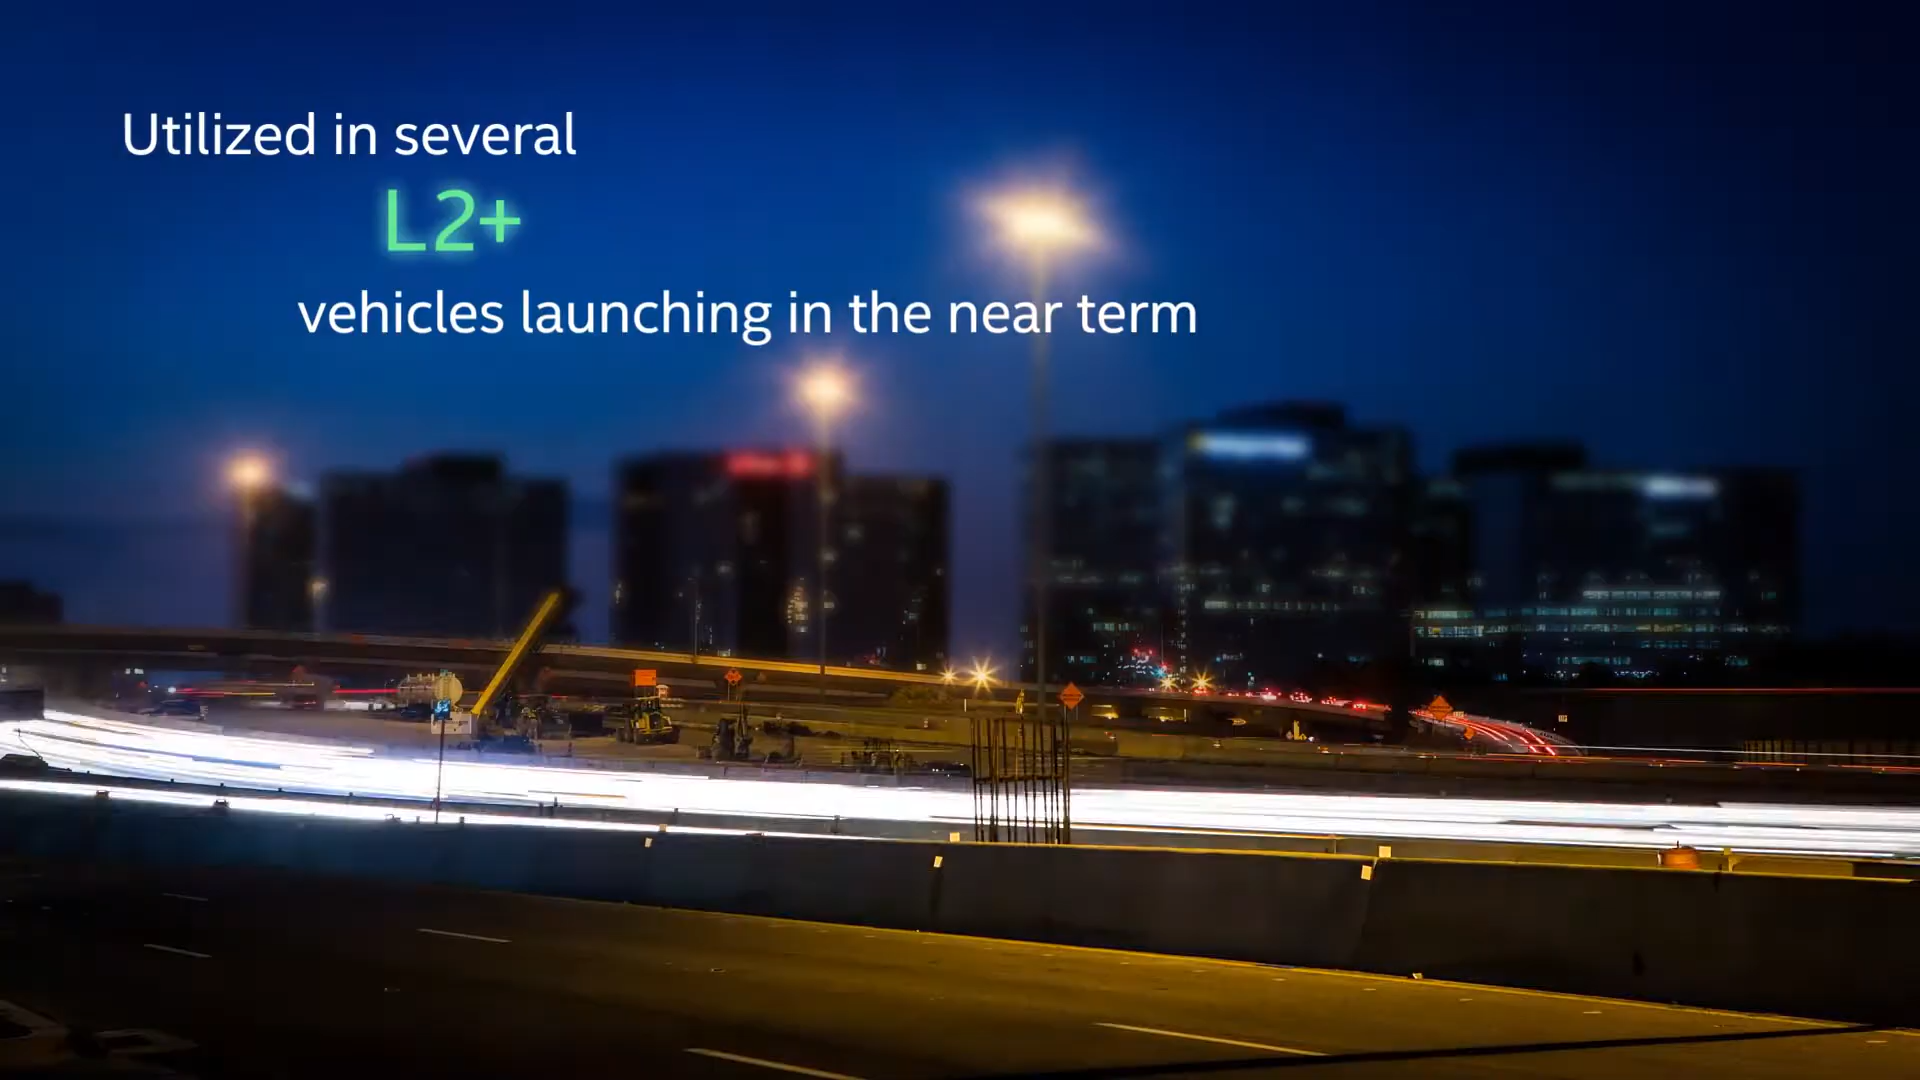 Utilized in several
L2+
vehicles launching in the near term